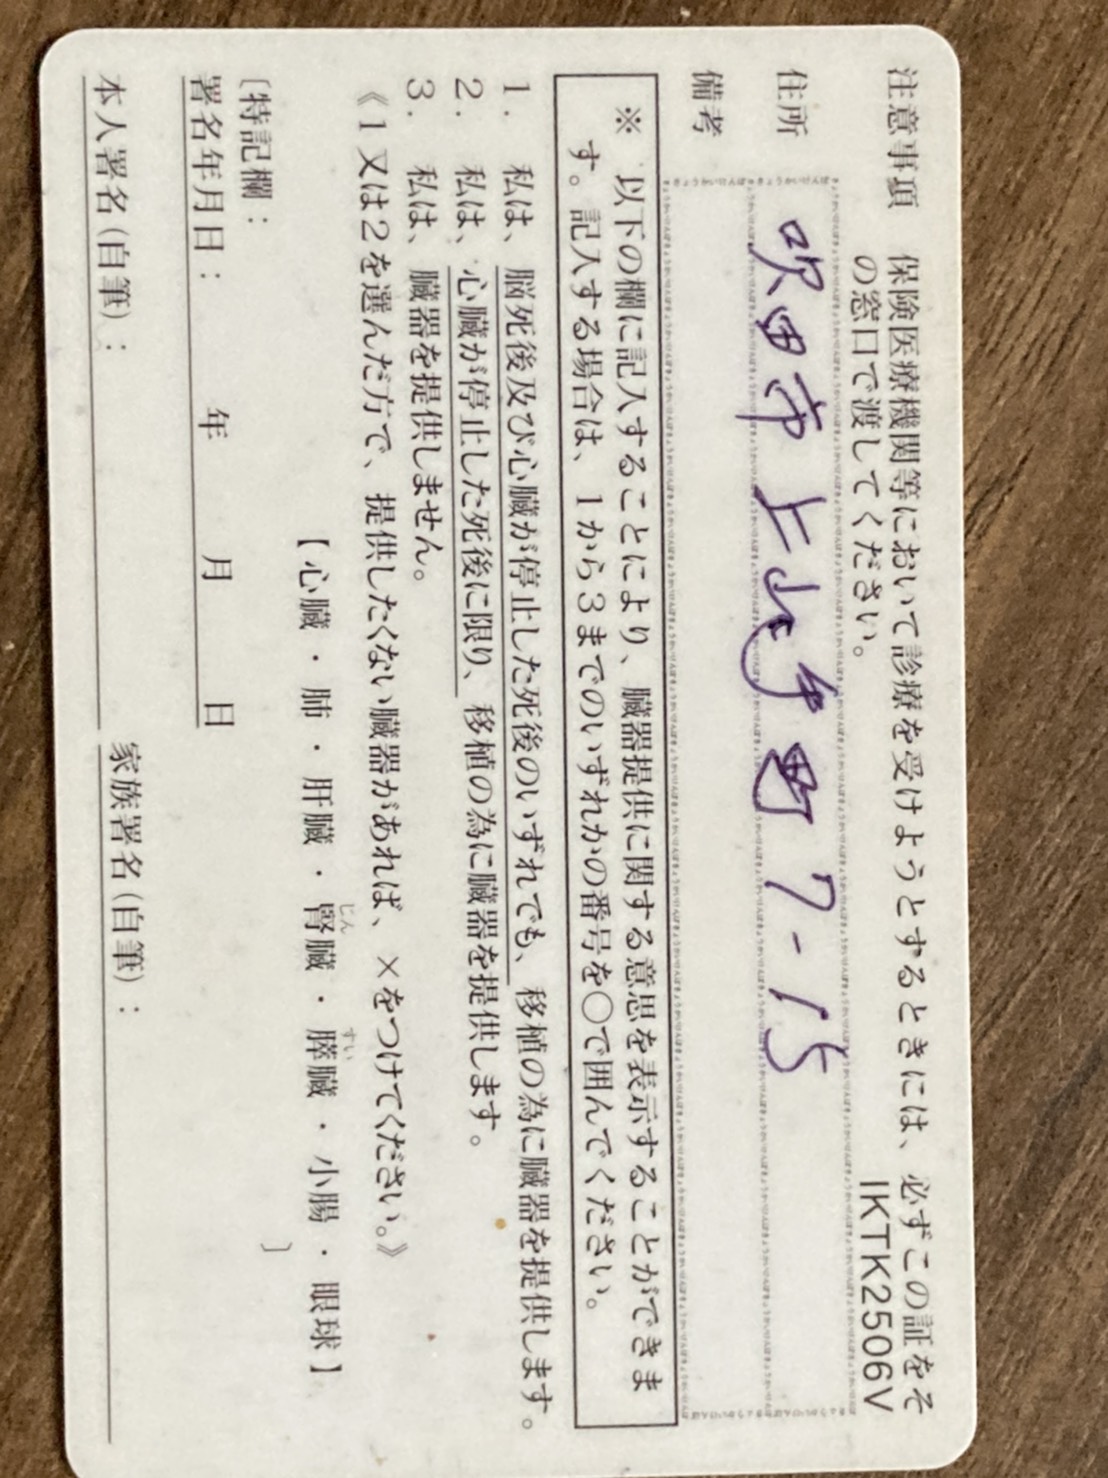 注意事項　保険医療機関等において診療を受けようとするときには、必ずこの証をそ
の窓口で渡してください。
IKTK2506V
住所　吹田市上山手町7-15
備考
※　以下の欄に記入することにより、臓器提供に関する意思を表示することができま
す。記入する場合は、1から3までのいずれかの番号を○で囲んでください。
1．　私は、脳死後及び心臓が停止した死後のいずれでも、移植の為に臓器を提供します。
2．　私は、心臓が停止した死後に限り、移植の為に臓器を提供します。
3．　私は、臓器を提供しません。
《1又は2を選んだ方で、提供したくない臓器があれば、×をつけてください。》
じん　すい
【心臓・肺・肝臓・腎臓・膵臓・小腸・眼球】
〔特記欄：　〕
署名年月日：　年　月　日
本人署名(自筆)：　家族署名(自筆)：